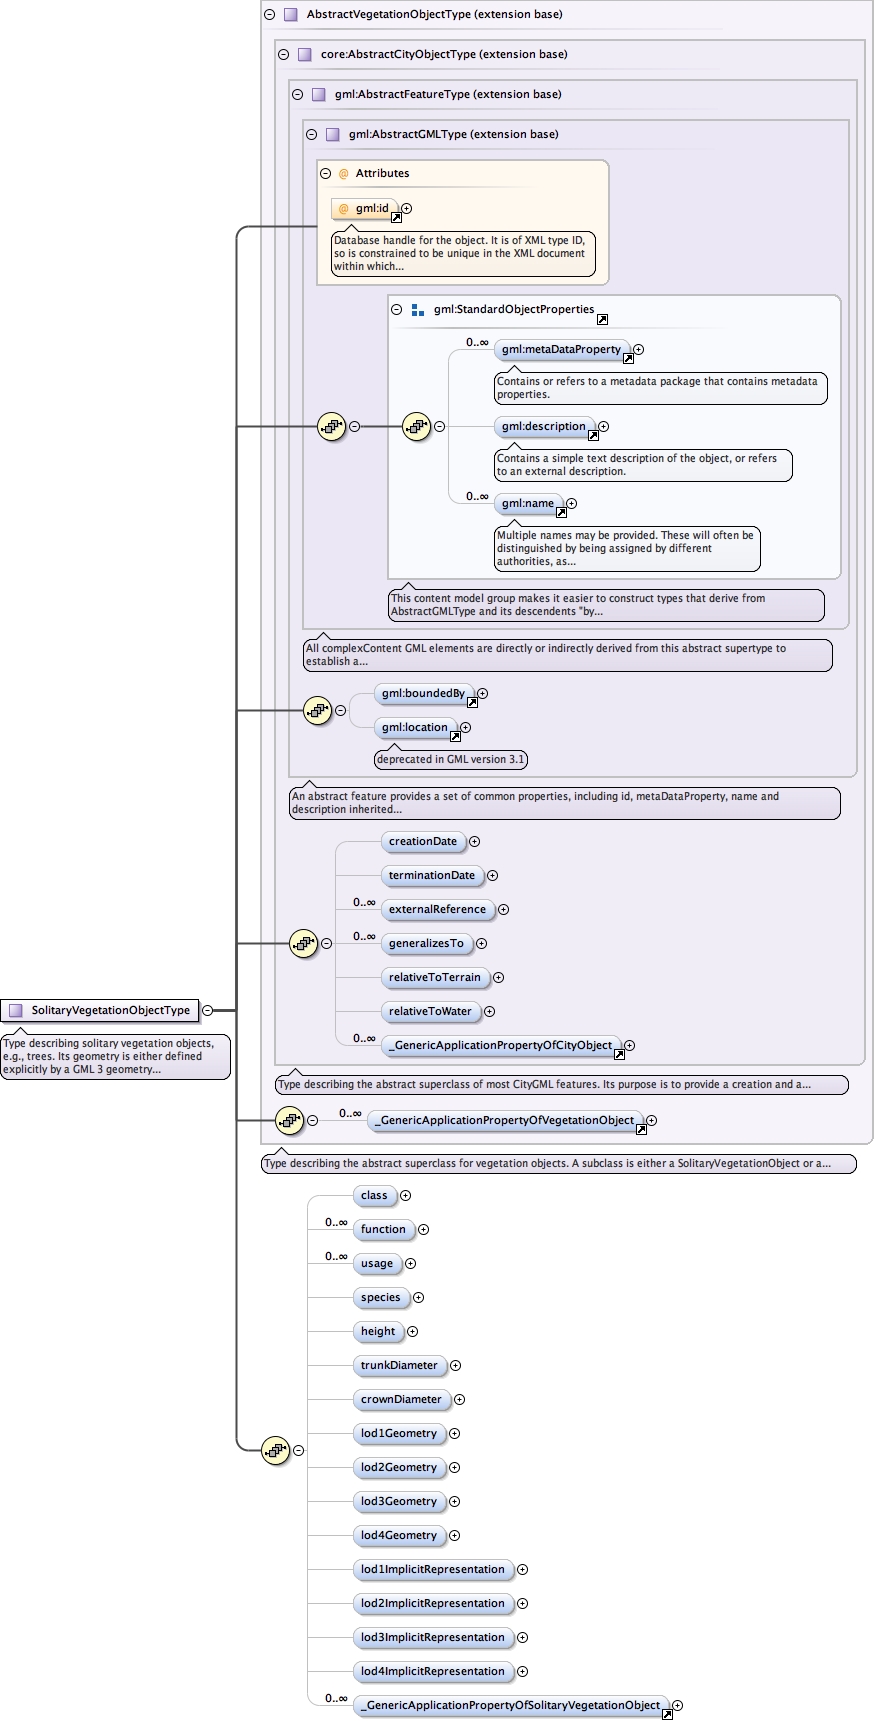 AbstractVegetationObjectType (extension base)
core:AbstractCityObjectType (extension base)
gml:AbstractFeatureType (extension base)
gml:AbstractGMLType (extension base)
@ Attributes
@ gml:id
Database handle for the object. It is of XML type ID,
so is constrained to be unique in the XML document
within which...
gml:StandardObjectProperties
0..∞
gml:metaDataProperty
Contains or refers to a metadata package that contains metadata
properties.
gml:description
Contains a simple text description of the object, or refers
to an external description.
0..∞
gml:name
Multiple names may be provided. These will often be
distinguished by being assigned by different
authorities, as...
This content model group makes it easier to construct types that derive from
AbstractGMLType and its descendents "by...
All complexContent GML elements are directly or indirectly derived from this abstract supertype to
establish a...
gml:boundedBy
gml:location
deprecated in GML version 3.1
An abstract feature provides a set of common properties, including id, metaDataProperty, name and
description inherited...
creationDate
terminationDate
0..∞
externalReference
0..∞
generalizesTo
relativeToTerrain
relativeToWater
0..∞
_GenericApplicationPropertyOfCityObject
SolitaryVegetationObjectType
Type describing solitary vegetation objects,
e.g., trees. Its geometry is either defined
explicitly by a GML 3 geometry...
Type describing the abstract superclass of most CityGML features. Its purpose is to provide a creation and a...
0..∞
_GenericApplicationPropertyOfVegetationObject
Type describing the abstract superclass for vegetation objects. A subclass is either a SolitaryVegetationObject or a...
class
0..∞
function
0..∞
usage
species
height
trunkDiameter
crownDiameter
lod1Geometry
lod2Geometry
lod3Geometry
lod4Geometry
lod1ImplicitRepresentation
lod2ImplicitRepresentation
lod3ImplicitRepresentation
lod4ImplicitRepresentation
0..∞
_GenericApplicationPropertyOfSolitaryVegetationObject